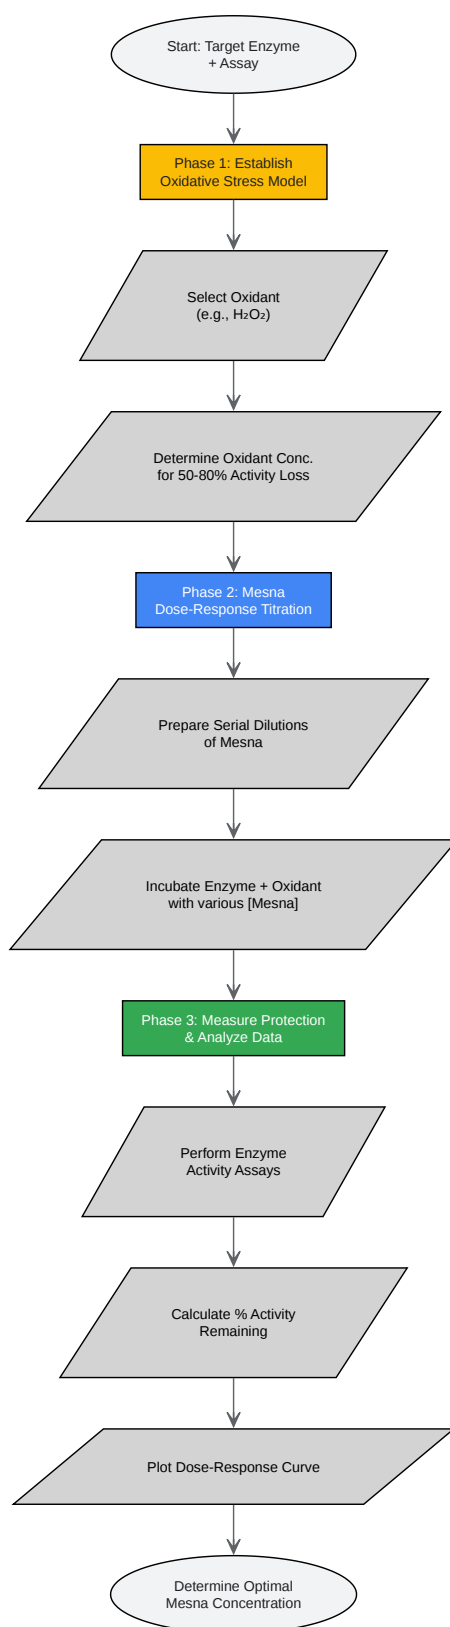 Start: Target Enzyme
+ Assay
Phase 1: Establish
Oxidative Stress Model
Select Oxidant
(e.g., H₂O₂)
Determine Oxidant Conc.
for 50-80% Activity Loss
Phase 2: Mesna
Dose-Response Titration
Prepare Serial Dilutions
of Mesna
Incubate Enzyme + Oxidant
with various [Mesna]
Phase 3: Measure Protection
& Analyze Data
Perform Enzyme
Activity Assays
Calculate % Activity
Remaining
Plot Dose-Response Curve
Determine Optimal
Mesna Concentration